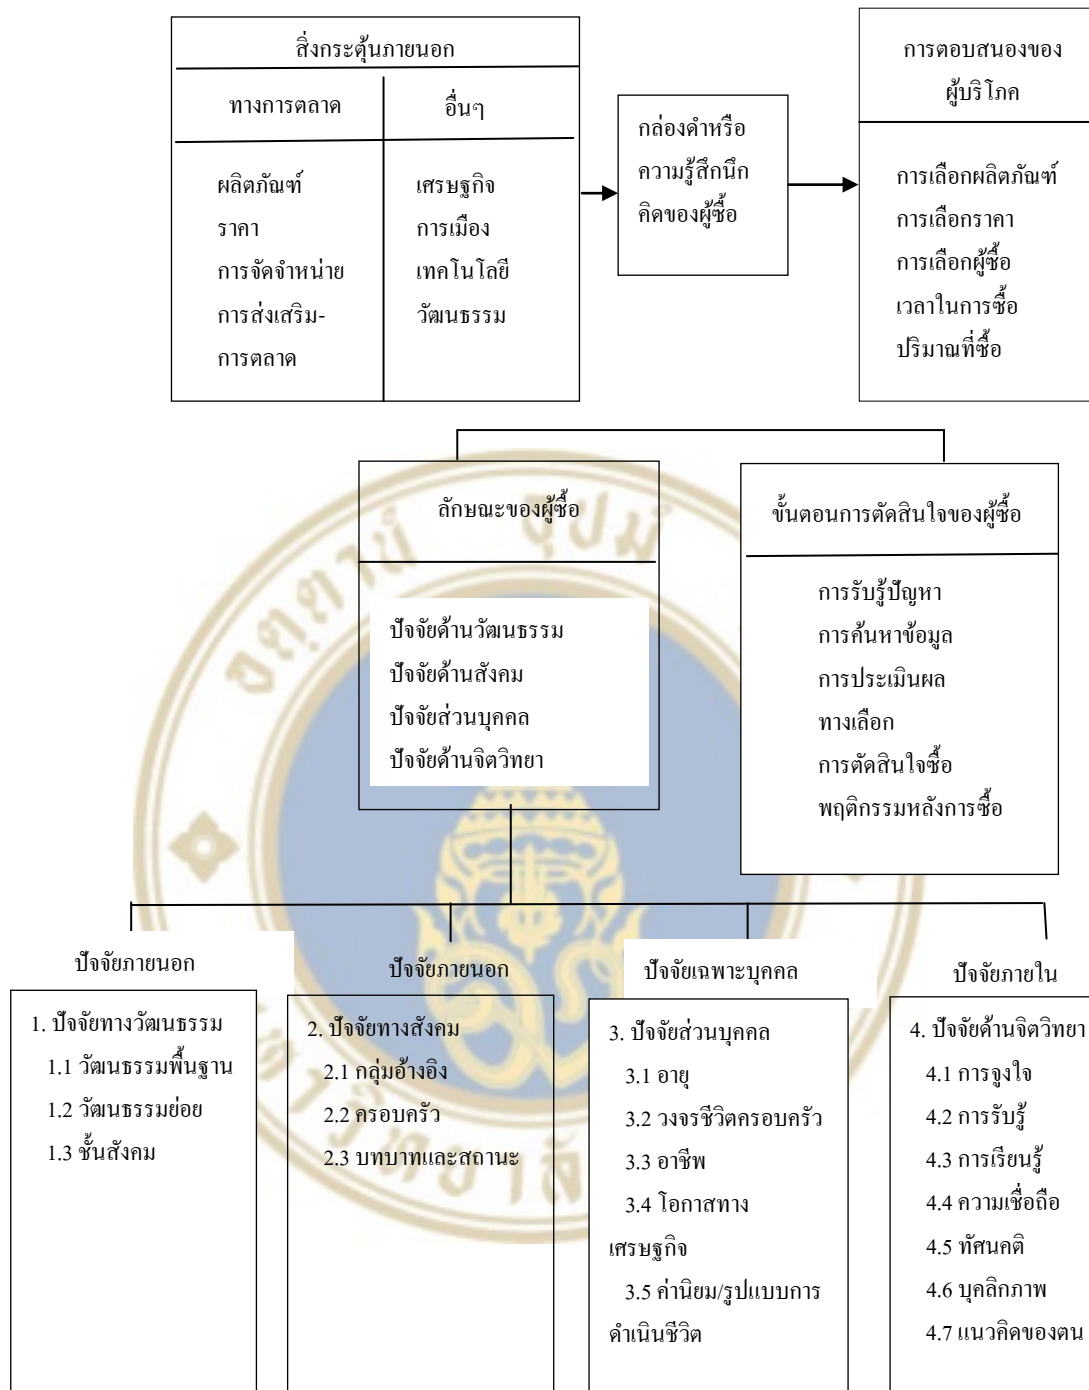 สิ่งกระตุ้นภายนอก
ทางการตลาด
อื่นๆ
ผลิตภัณฑ์
ราคา
การจัดจำหน่าย
การส่งเสริม-
การตลาด
เศรษฐกิจ
การเมือง
เทคโนโลยี
วัฒนธรรม
กล่องดำหรือ
ความรู้สึกนึก
คิดของผู้ซื้อ
การตอบสนองของ
ผู้บริโภค
การเลือกผลิตภัณฑ์
การเลือกราคา
การเลือกผู้ซื้อ
เวลาในการซื้อ
ปริมาณที่ซื้อ
ลักษณะของผู้ซื้อ
ปัจจัยด้านวัฒนธรรม
ปัจจัยด้านสังคม
ปัจจัยส่วนบุคคล
ปัจจัยด้านจิตวิทยา
ขั้นตอนการตัดสินใจของผู้ซื้อ
การรับรู้ปัญหา
การค้นหาข้อมูล
การประเมินผล
ทางเลือก
การตัดสินใจซื้อ
พฤติกรรมหลังการซื้อ
ปัจจัยภายนอก
1. ปัจจัยทางวัฒนธรรม
1.1 วัฒนธรรมพื้นฐาน
1.2 วัฒนธรรมย่อย
1.3 ชั้นสังคม
ปัจจัยภายนอก
2. ปัจจัยทางสังคม
2.1 กลุ่มอ้างอิง
2.2 ครอบครัว
2.3 บทบาทและสถานะ
ปัจจัยเฉพาะบุคคล
3. ปัจจัยส่วนบุคคล
3.1 อายุ
3.2 วงจรชีวิตครอบครัว
3.3 อาชีพ
3.4 โอกาสทาง
เศรษฐกิจ
3.5 ค่านิยม/รูปแบบการ
ดำเนินชีวิต
ปัจจัยภายใน
4. ปัจจัยด้านจิตวิทยา
4.1 การจูงใจ
4.2 การรับรู้
4.3 การเรียนรู้
4.4 ความเชื่อถือ
4.5 ทัศนคติ
4.6 บุคลิกภาพ
4.7 แนวคิดของตน